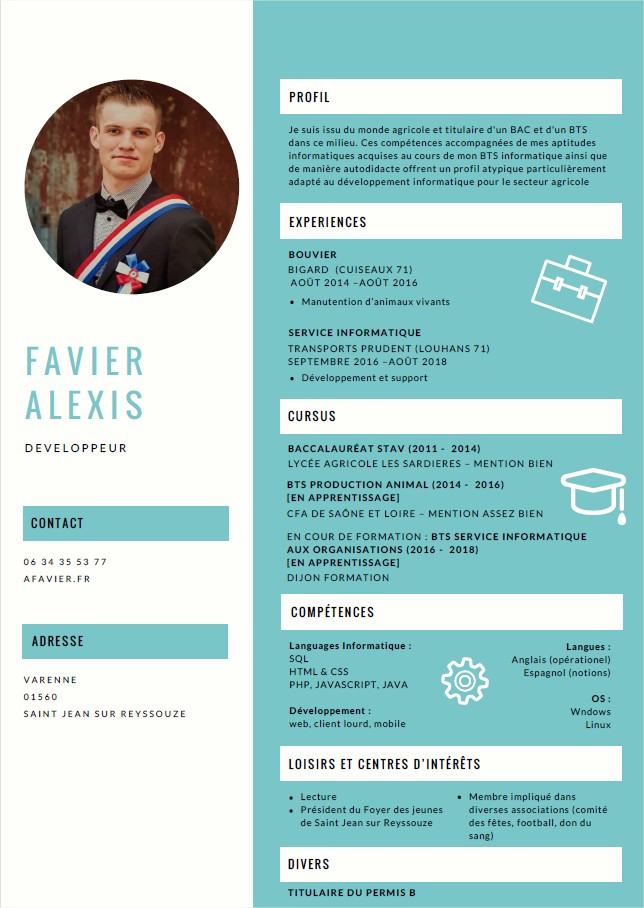 FAVIER
ALEXIS
DEVELOPPEUR
CONTACT
06 34 35 53 77
AFAVIER.FR
ADRESSE
VARENNE
01560
SAINT JEAN SUR REYSSOUZE
PROFIL
Je suis issu du monde agricole et titulaire d'un BAC et d'un BTS
dans ce milieu. Ces compétences accompagnées de mes aptitudes
informatiques acquises au cours de mon BTS informatique ainsi que
de manière autodidacte offrent un profil atypique particulièrement
adapté au développement informatique pour le secteur agricole
EXPERIENCES
BOUVIER
BIGARD (CUISEAUX 71)
AOÛT 2014 –AOÛT 2016
• Manutention d'animaux vivants
SERVICE INFORMATIQUE
TRANSPORTS PRUDENT (LOUHANS 71)
SEPTEMBRE 2016 –AOÛT 2018
• Développement et support
CURSUS
BACCALAURÉAT STAV (2011 - 2014)
LYCÉE AGRICOLE LES SARDIERES – MENTION BIEN
BTS PRODUCTION ANIMAL (2014 - 2016)
[EN APPRENTISSAGE]
CFA DE SAÔNE ET LOIRE – MENTION ASSEZ BIEN
EN COUR DE FORMATION : BTS SERVICE INFORMATIQUE
AUX ORGANISATIONS (2016 - 2018)
[EN APPRENTISSAGE]
DIJON FORMATION
COMPÉTENCES
Languages Informatique :
SQL
HTML & CSS
PHP, JAVASCRIPT, JAVA
Développement :
web, client lourd, mobile
Langues :
Anglais (opérationel)
Espagnol (notions)
OS :
Wndows
Linux
LOISIRS ET CENTRES D'INTÉRÊTS
• Lecture
• Président du Foyer des jeunes
de Saint Jean sur Reyssouze
• Membre impliqué dans
diverses associations (comité
des fêtes, football, don du
sang)
DIVERS
TITULAIRE DU PERMIS B